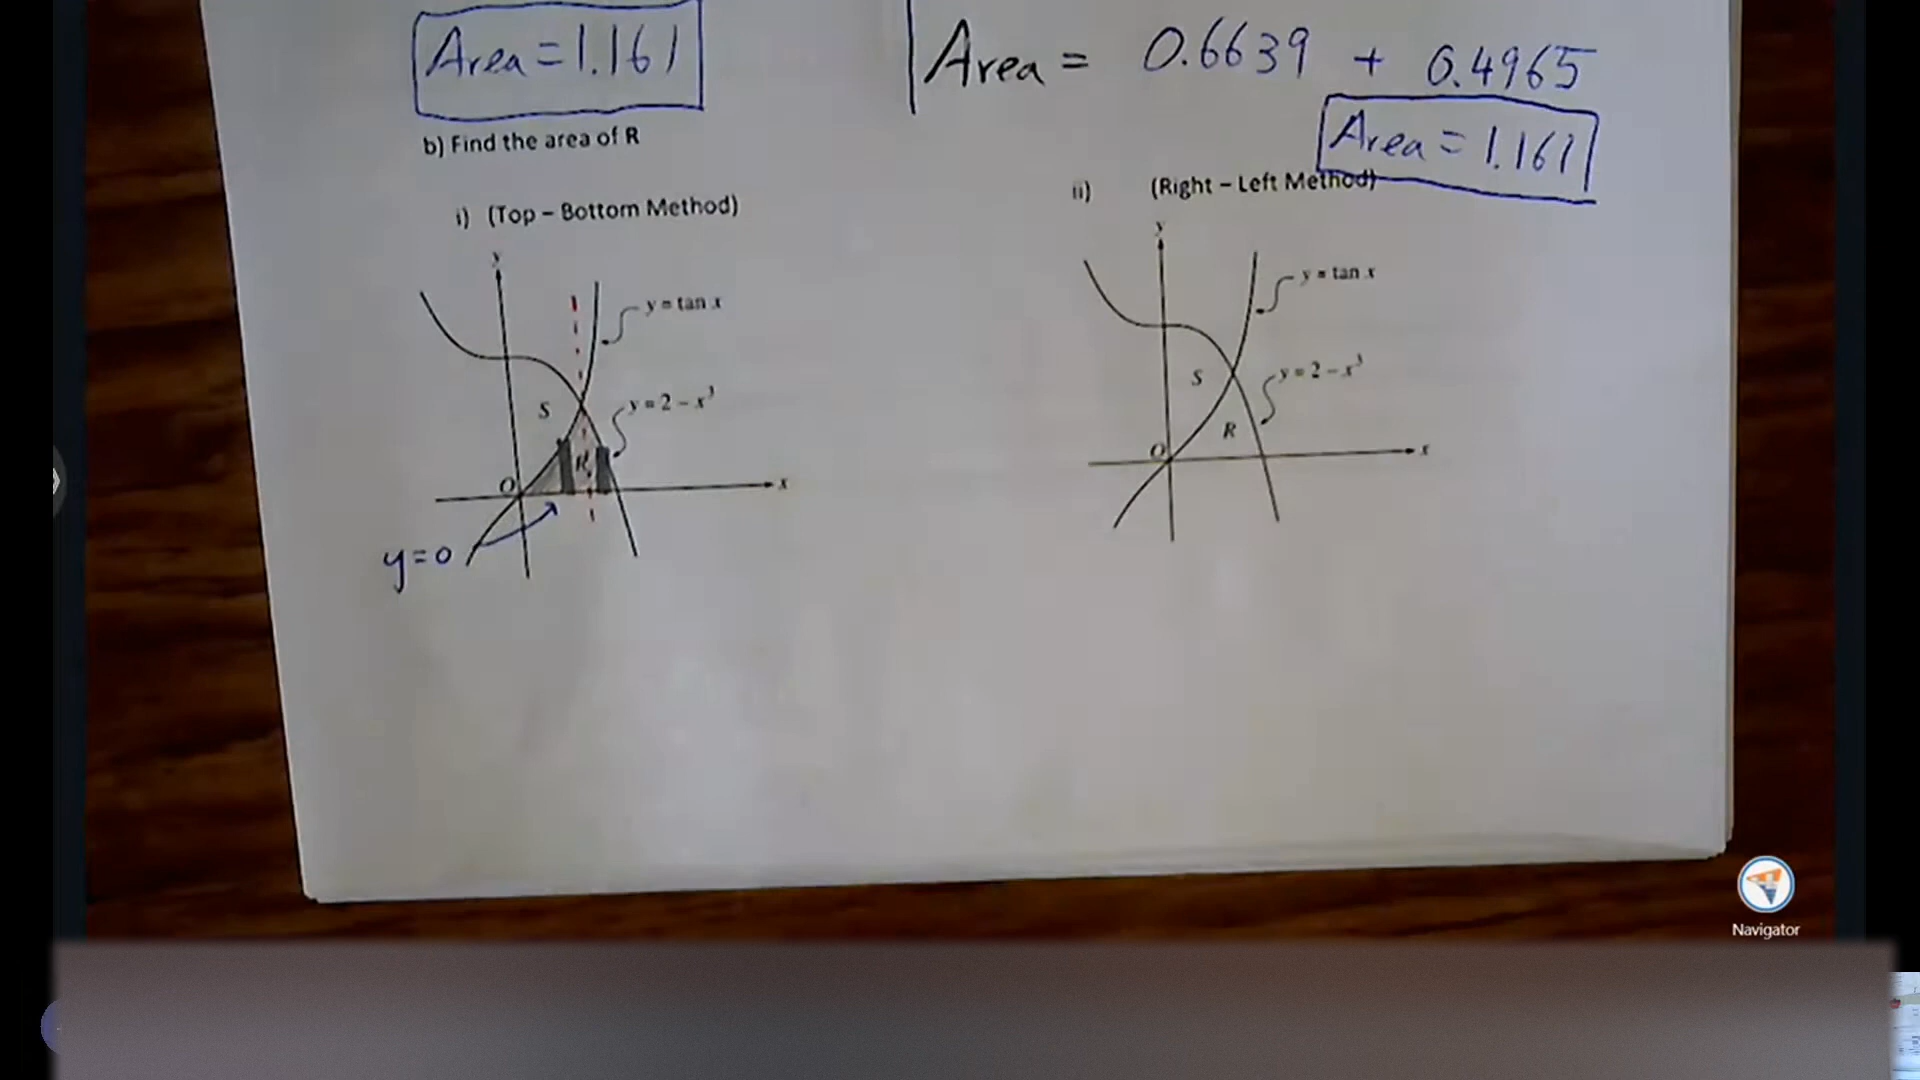 Area = 1.161
Area = 0.6639 + 0.4965
Area = 1.161
b) Find the area of R
i) (Top – Bottom Method)
y
y = tan x
S
y = 2 – x³
R
O
x
y=0
ii) (Right – Left Method)
y
y = tan x
S
y = 2 – x³
R
O
x
Navigator